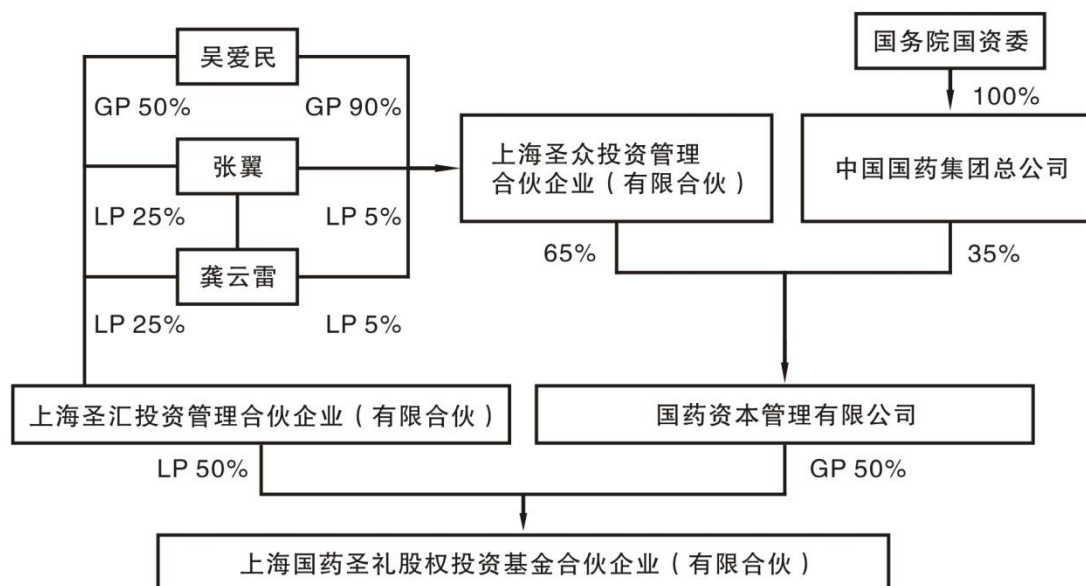 吴爱民
国务院国资委
GP 50%
GP 90%
100%
张翼
上海圣众投资管理
合伙企业（有限合伙）
中国国药集团总公司
LP 25%
LP 5%
65%
35%
龚云雷
LP 25%
LP 5%
上海圣汇投资管理合伙企业（有限合伙）
国药资本管理有限公司
LP 50%
GP 50%
上海国药圣礼股权投资基金合伙企业（有限合伙）